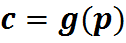 c = g(p)